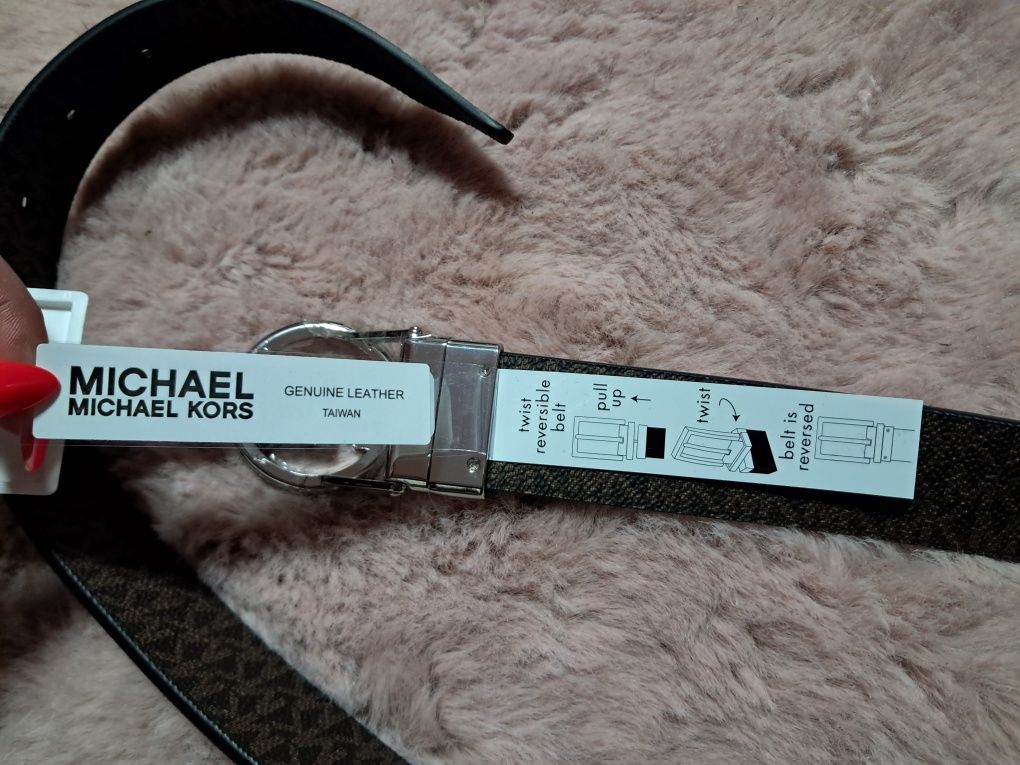 MICHAEL
MICHAEL KORS
GENUINE LEATHER
TAIWAN
twist
reversible
belt
pull
up
twist
belt is
reversed